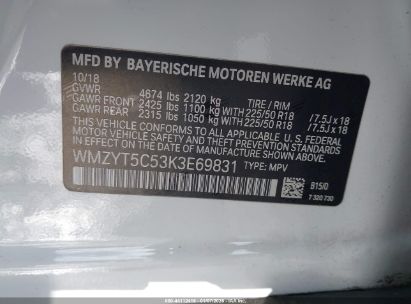 MFD BY BAYERISCHE MOTOREN WERKE AG
10/18
GVWR 4674 lbs 2120 kg TIRE / RIM
GAWR FRONT 2425 lbs 1100 KG WITH 225/50 R18 /7.5J x 18
GAWR REAR 2315 lbs 1050 KG WITH 225/50 R18 /7.5J x 18
THIS VEHICLE CONFORMS TO ALL APPLICABLE U.S. FEDERAL
MOTOR VEHICLE SAFETY, BUMPER, AND THEFT PREVENTION
STANDARDS IN EFFECT ON THE DATE OF MANUFACTURE
SHOWN ABOVE.
WMZYT5C53K3E69831 TYPE: MPV
B15/0
7 320 730